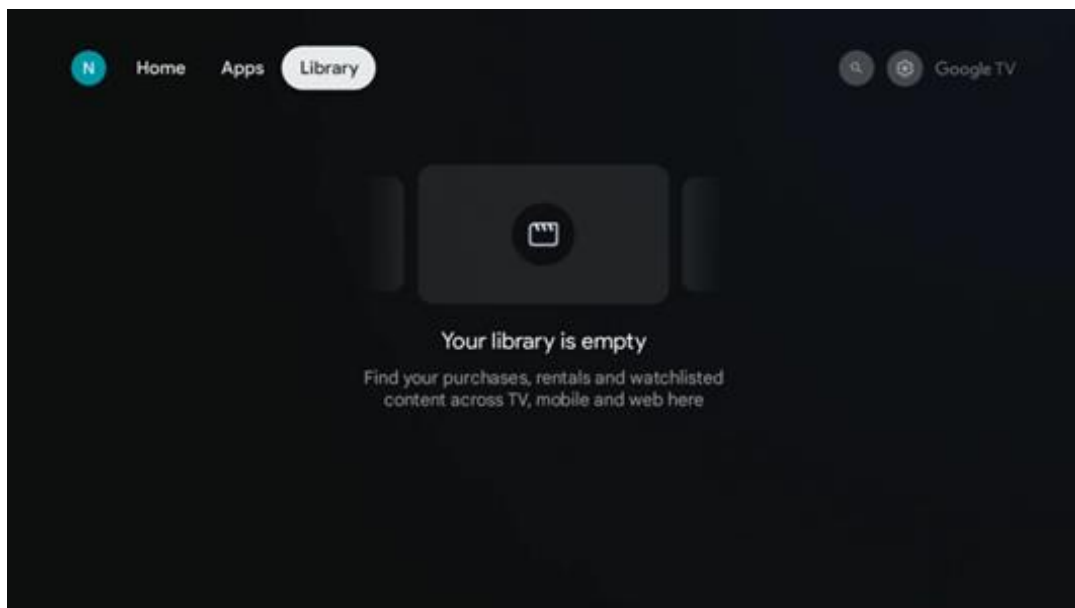 N Home Apps Library Google TV
Your library is empty
Find your purchases, rentals and watchlisted
content across TV, mobile and web here